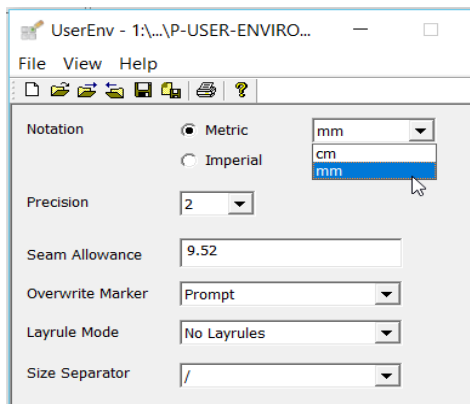 UserEnv - 1:\...\P-USER-ENVIRO...
File View Help
Notation Metric mm
cm
Imperial mm
Precision 2
Seam Allowance 9.52
Overwrite Marker Prompt
Layrule Mode No Layrules
Size Separator /